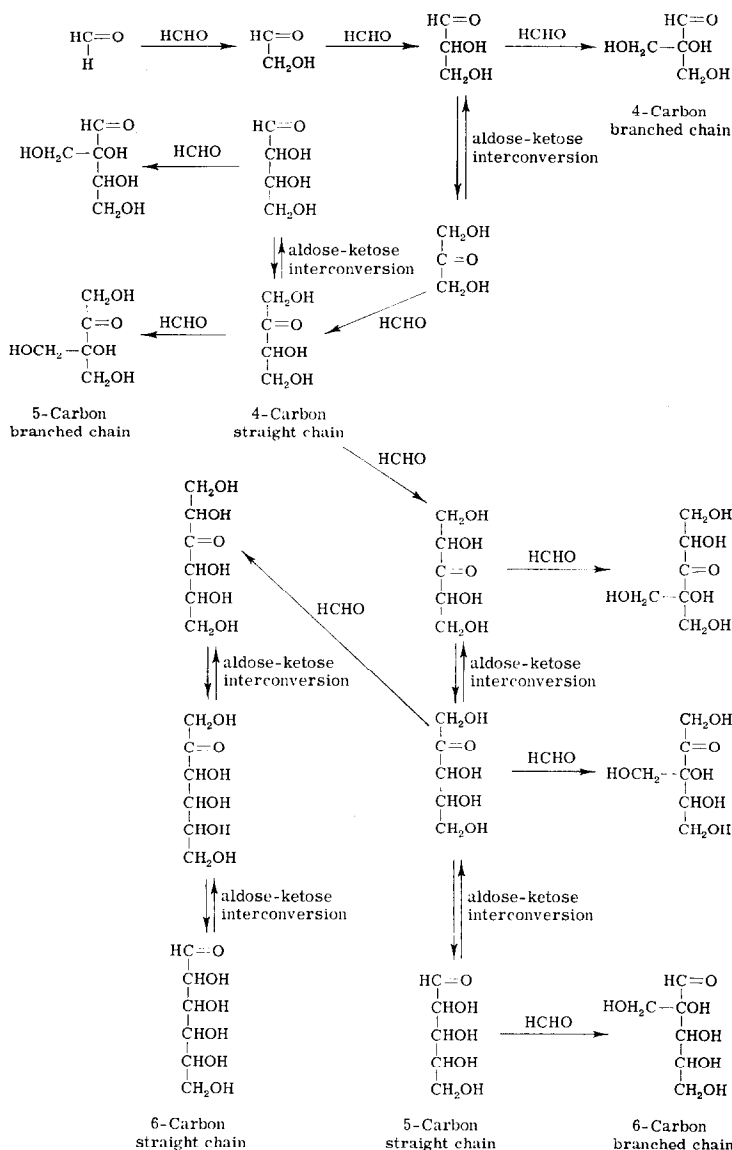 HC=O
H
HCHO
HC=O
CH₂OH
HCHO
HC=O
CHOH
CH₂OH
HCHO
HC=O
HOH₂C-COH
CH₂OH
4-Carbon
branched chain
aldose-ketose
interconversion
HC=O
HOH₂C-COH
CHOH
CH₂OH
HCHO
HC=O
CHOH
CHOH
CH₂OH
aldose-ketose
interconversion
CH₂OH
C=O
CH₂OH
HCHO
CH₂OH
C=O
HOCH₂-COH
CH₂OH
5-Carbon
branched chain
HCHO
CH₂OH
C=O
CHOH
CH₂OH
4-Carbon
straight chain
HCHO
CH₂OH
CHOH
C=O
CHOH
CHOH
CH₂OH
HCHO
CH₂OH
CHOH
C=O
CHOH
CH₂OH
HCHO
CH₂OH
CHOH
C=O
HOH₂C-COH
CH₂OH
aldose-ketose
interconversion
aldose-ketose
interconversion
CH₂OH
C=O
CHOH
CHOH
CHOH
CH₂OH
CH₂OH
C=O
CHOH
CHOH
CH₂OH
HCHO
CH₂OH
C=O
HOCH₂-COH
CHOH
CH₂OH
aldose-ketose
interconversion
aldose-ketose
interconversion
HC=O
CHOH
CHOH
CHOH
CHOH
CH₂OH
6-Carbon
straight chain
HC=O
CHOH
CHOH
CHOH
CH₂OH
5-Carbon
straight chain
HCHO
HC=O
HOH₂C-COH
CHOH
CHOH
CH₂OH
6-Carbon
branched chain